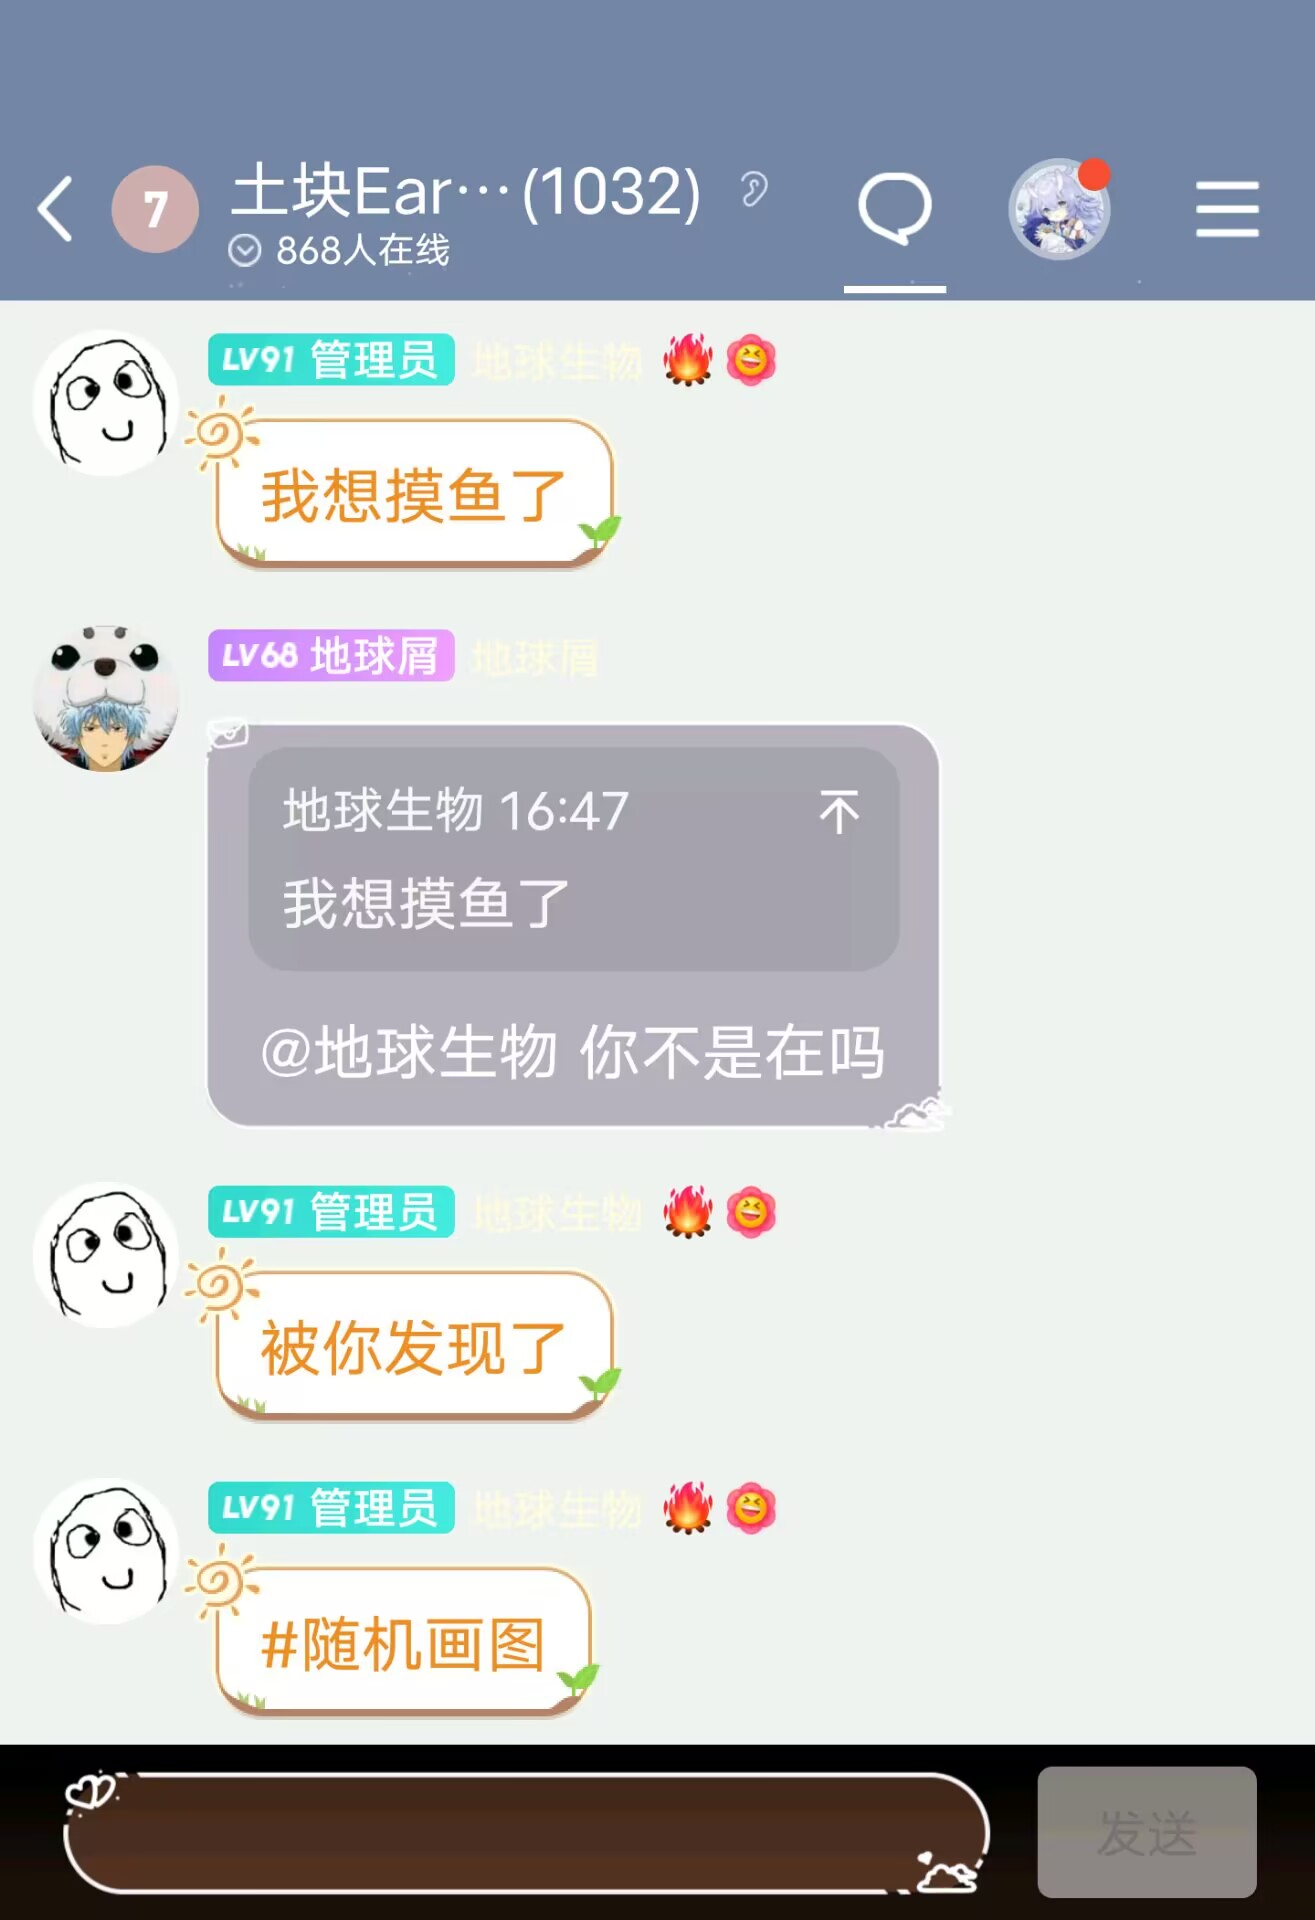 7
土块Ear…(1032)
868人在线
LV91 管理员 地球生物
我想摸鱼了
LV68 地球屑 地球屑
地球生物 16:47
我想摸鱼了
@地球生物 你不是在吗
LV91 管理员 地球生物
被你发现了
LV91 管理员 地球生物
#随机画图
发送